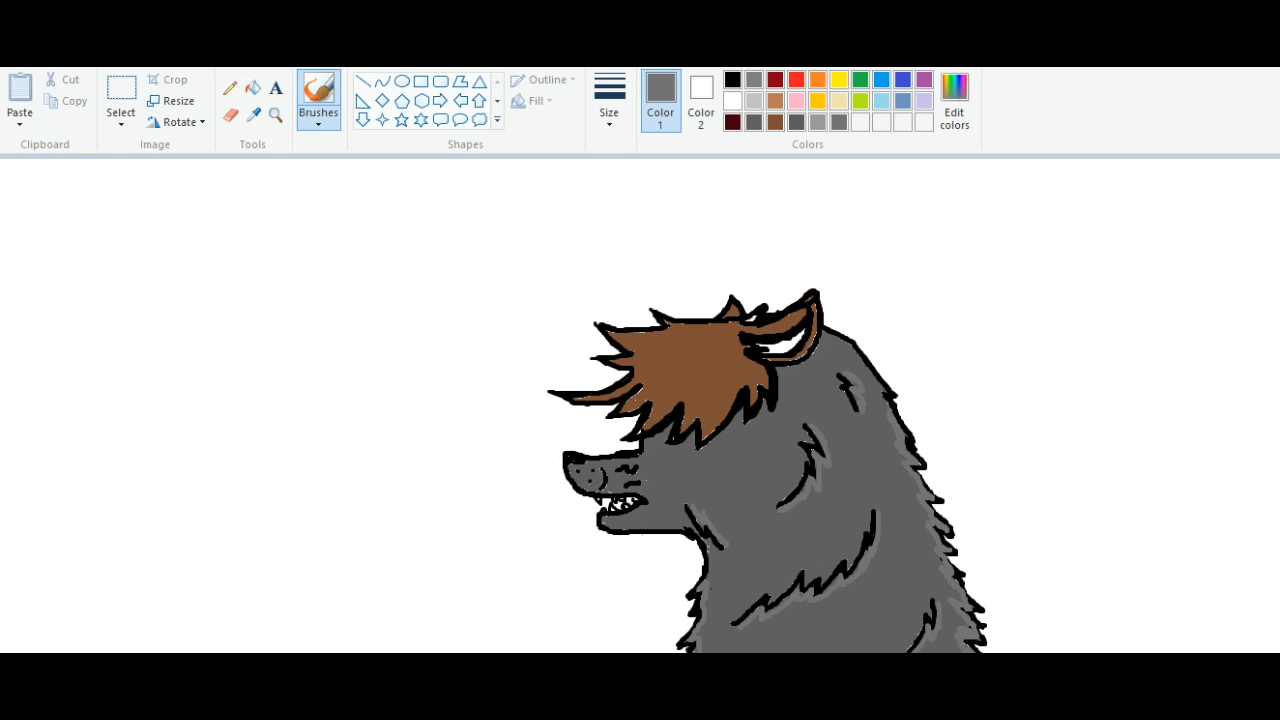 Paste
Cut
Copy
Clipboard
Select
Crop
Resize
Rotate
Image
A
Tools
Brushes
Outline
Fill
Shapes
Size
Color
1
Color
2
Edit
colors
Colors